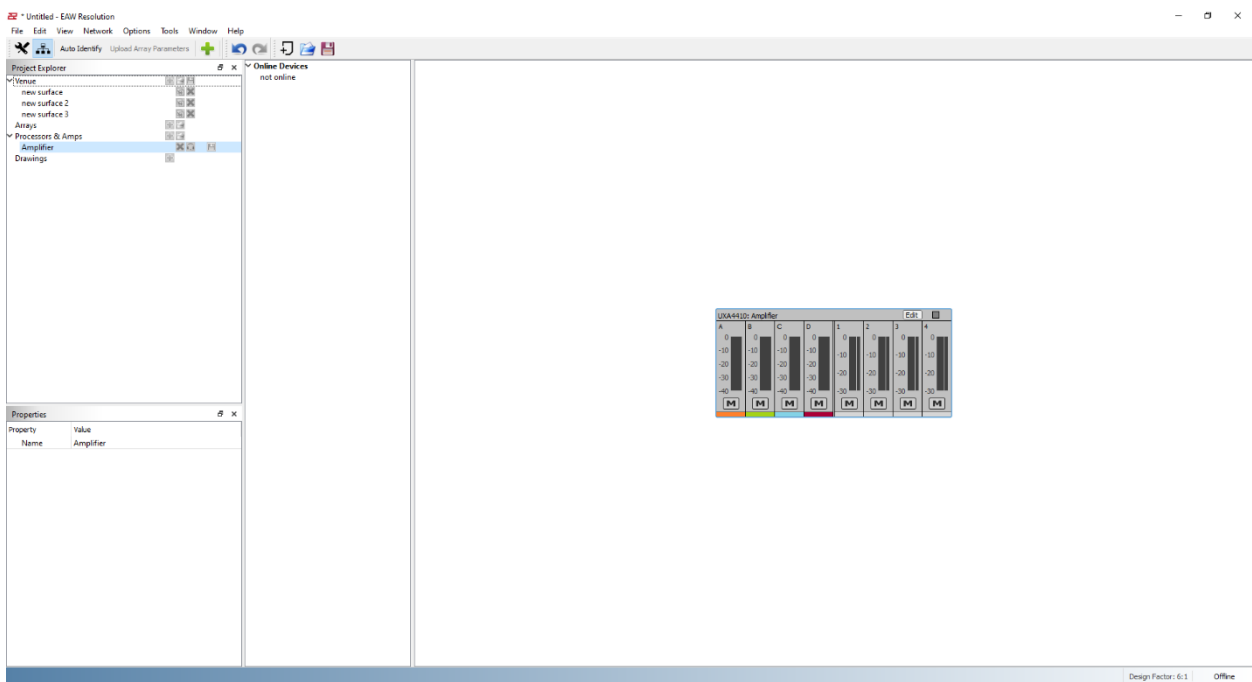 * Untitled - EAW Resolution
File Edit View Network Options Tools Window Help
Auto Identify Upload Array Parameters
Project Explorer
Venue
new surface
new surface 2
new surface 3
Arrays
Processors & Amps
Amplifier
Drawings
Online Devices
not online
UXA4410: Amplifier Edit
A B C D 1 2 3 4
0 0 0 0 0 0 0 0
-10 -10 -10 -10 -10 -10 -10 -10
-20 -20 -20 -20 -20 -20 -20 -20
-30 -30 -30 -30 -30 -30 -30 -30
-40 -40 -40 -40
M M M M M M M M
Properties
Property Value
Name Amplifier
Design Factor: 6:1 Offline